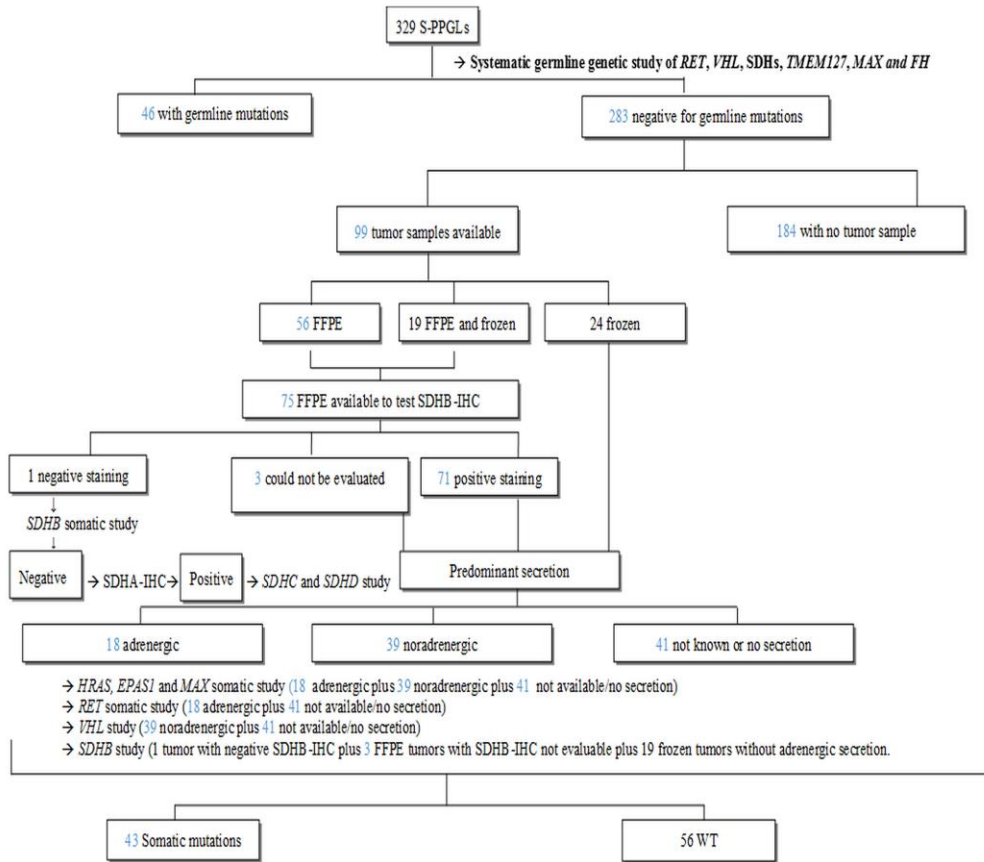 329 S-PPGLs
→ Systematic germline genetic study of RET, VHL, SDHs, TMEM127, MAX and FH
46 with germline mutations
283 negative for germline mutations
99 tumor samples available
184 with no tumor sample
56 FFPE
19 FFPE and frozen
24 frozen
75 FFPE available to test SDHB-IHC
1 negative staining
3 could not be evaluated
71 positive staining
↓
SDHB somatic study
↓
Negative
→ SDHA-IHC→
Positive
→ SDHC and SDHD study
Predominant secretion
18 adrenergic
39 noradrenergic
41 not known or no secretion
→ HRAS, EPAS1 and MAX somatic study (18 adrenergic plus 39 noradrenergic plus 41 not available/no secretion)
→ RET somatic study (18 adrenergic plus 41 not available/no secretion)
→ VHL study (39 noradrenergic plus 41 not available/no secretion)
→ SDHB study (1 tumor with negative SDHB-IHC plus 3 FFPE tumors with SDHB-IHC not evaluable plus 19 frozen tumors without adrenergic secretion.
43 Somatic mutations
56 WT